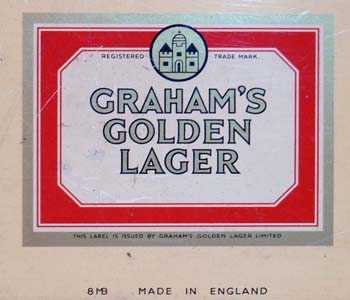 REGISTERED TRADE MARK
GRAHAM'S
GOLDEN
LAGER
THIS LABEL IS ISSUED BY GRAHAM'S GOLDEN LAGER LIMITED
8MB MADE IN ENGLAND